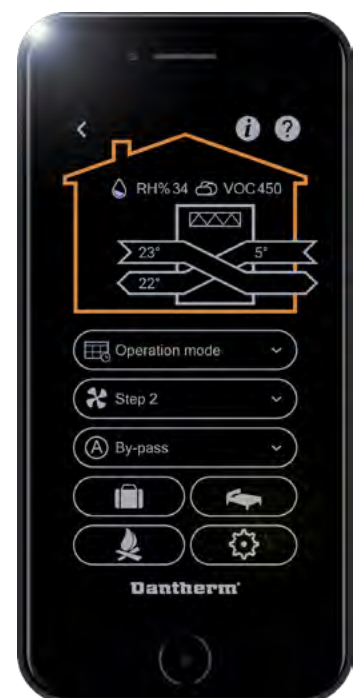 i ?
RH% 34 VOC 450
23° 5°
22°
Operation mode
Step 2
A By-pass
Dantherm